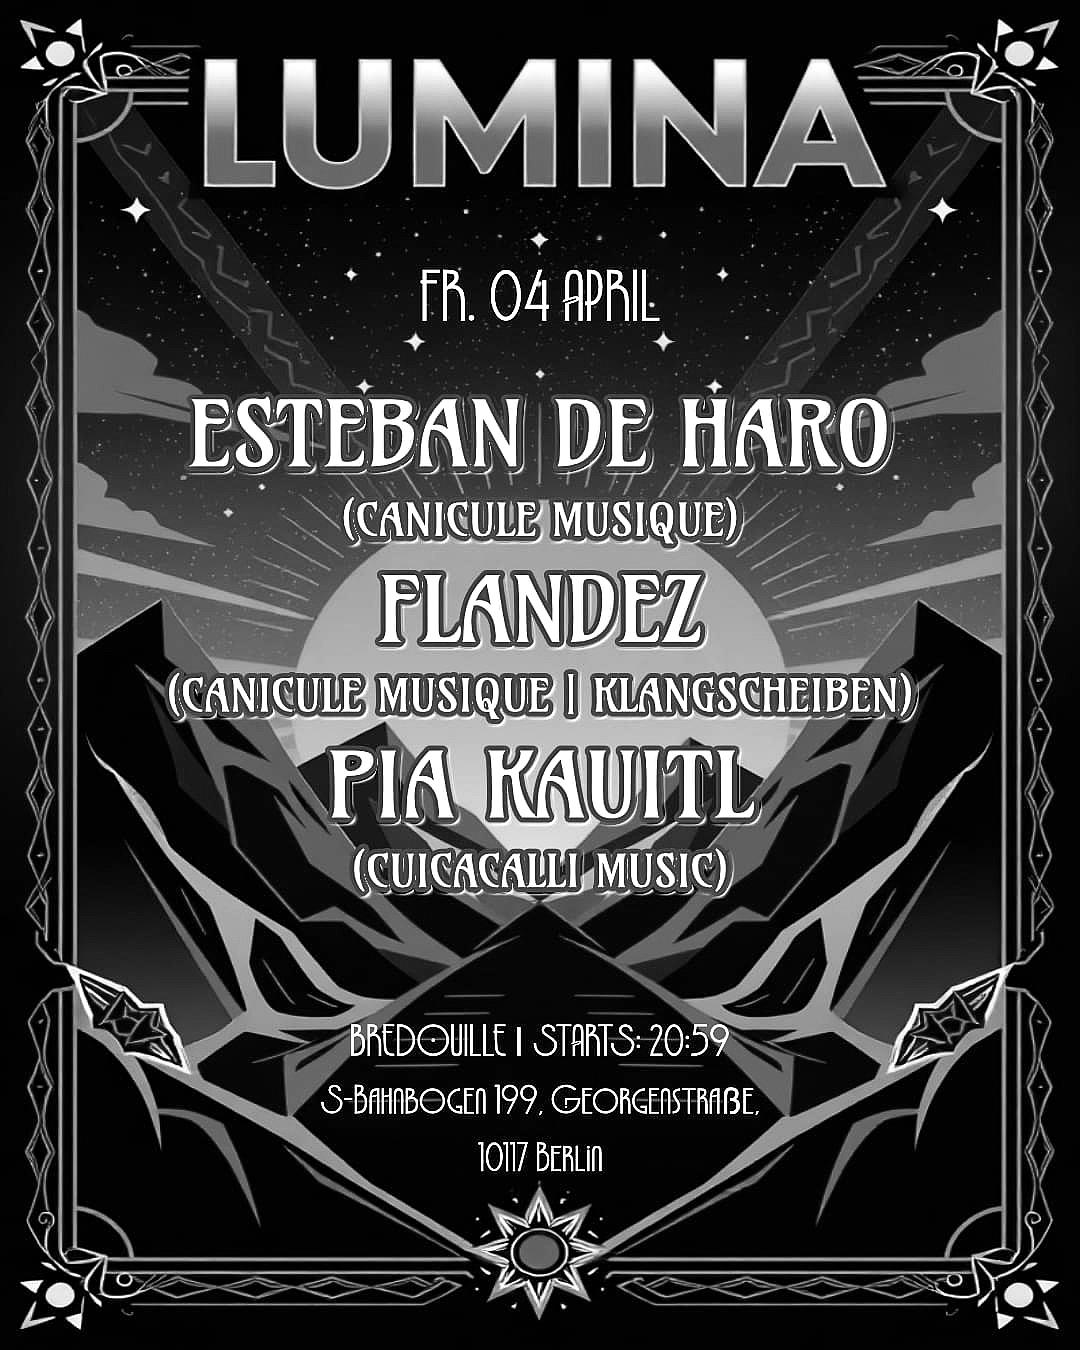 LUMINA
FR. 04 APRIL
ESTEBAN DE HARO
(CANICULE MUSIQUE)
FLANDEZ
(CANICULE MUSIQUE | KLANGSCHEIBEN)
PIA KAUITL
(CUICACALLI MUSIC)
BREDOUILLE | STARTS: 20:59
S-BAHNBOGEN 199, GEORGENSTRAßE,
10117 BERLIN